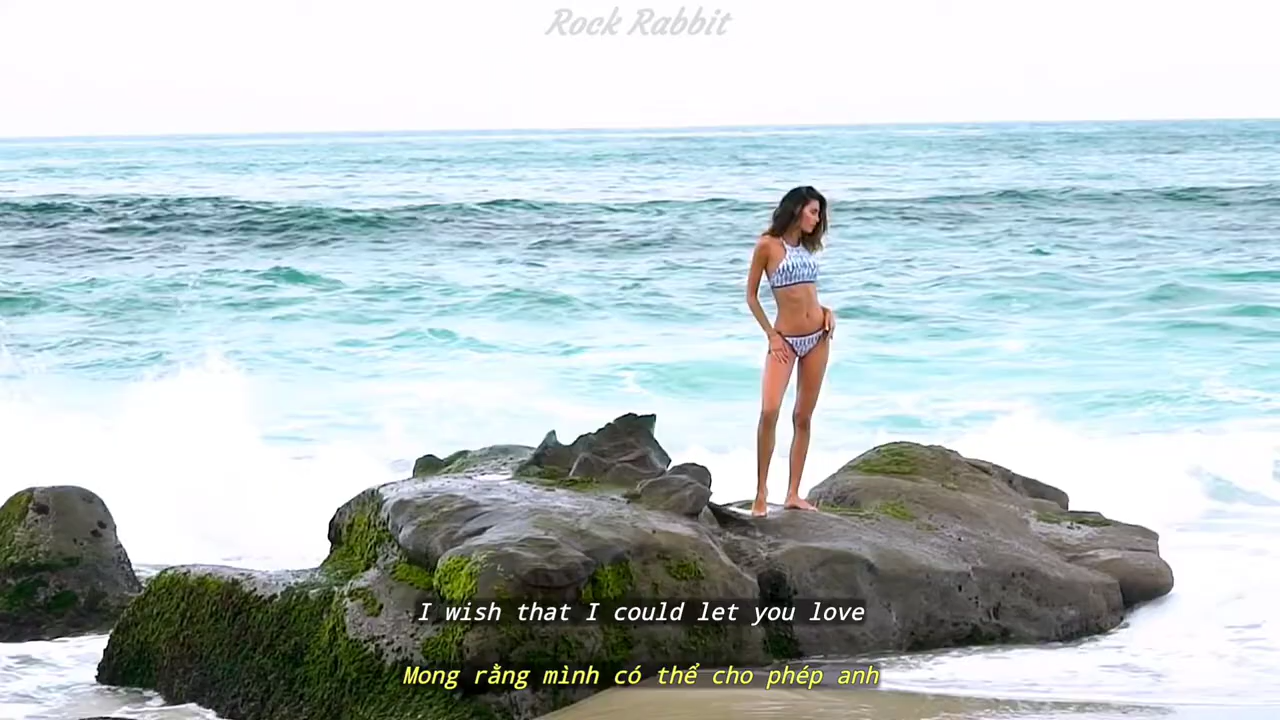 Rock Rabbit
I wish that I could let you love
Mong rằng mình có thể cho phép anh